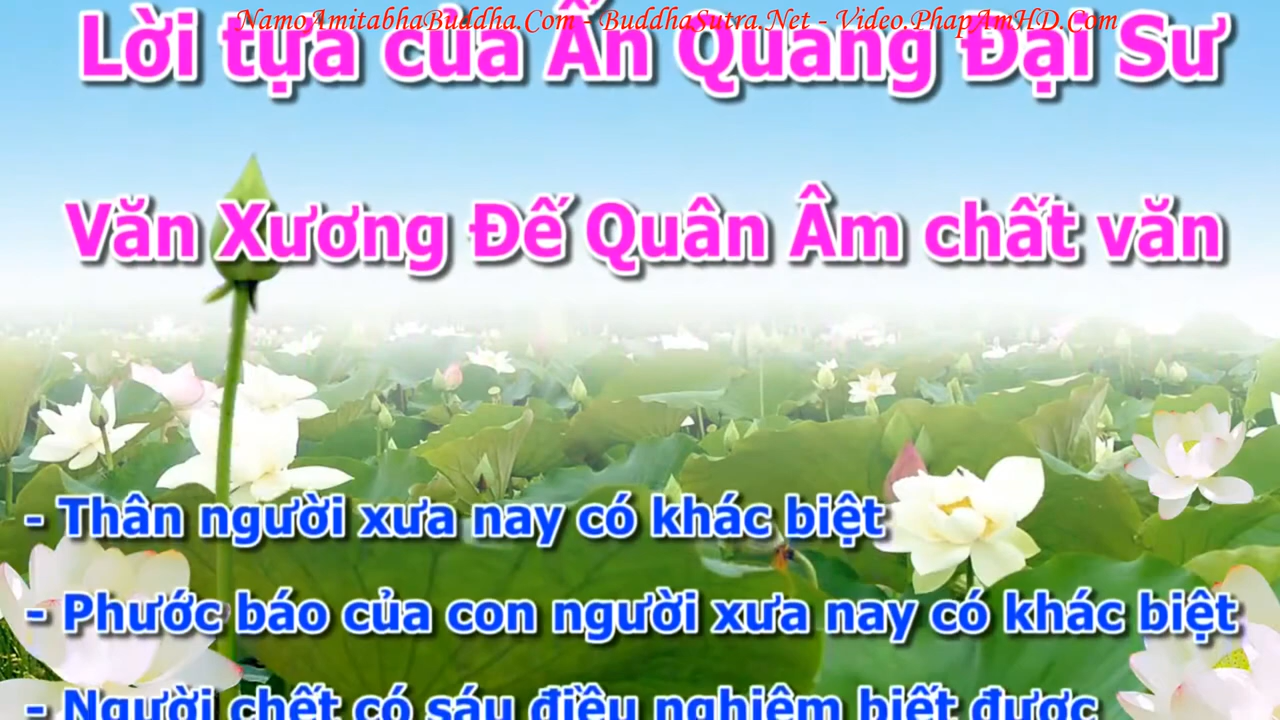 NamoAmitabhaBuddha.Com - BuddhaSutra.Net - Video.PhapAmHD.Com
Lời tựa của Ấn Quang Đại Sư
Văn Xương Đế Quân Âm chất văn
- Thân người xưa nay có khác biệt
- Phước báo của con người xưa nay có khác biệt
- Người chết có sáu điều nghiệm biết được